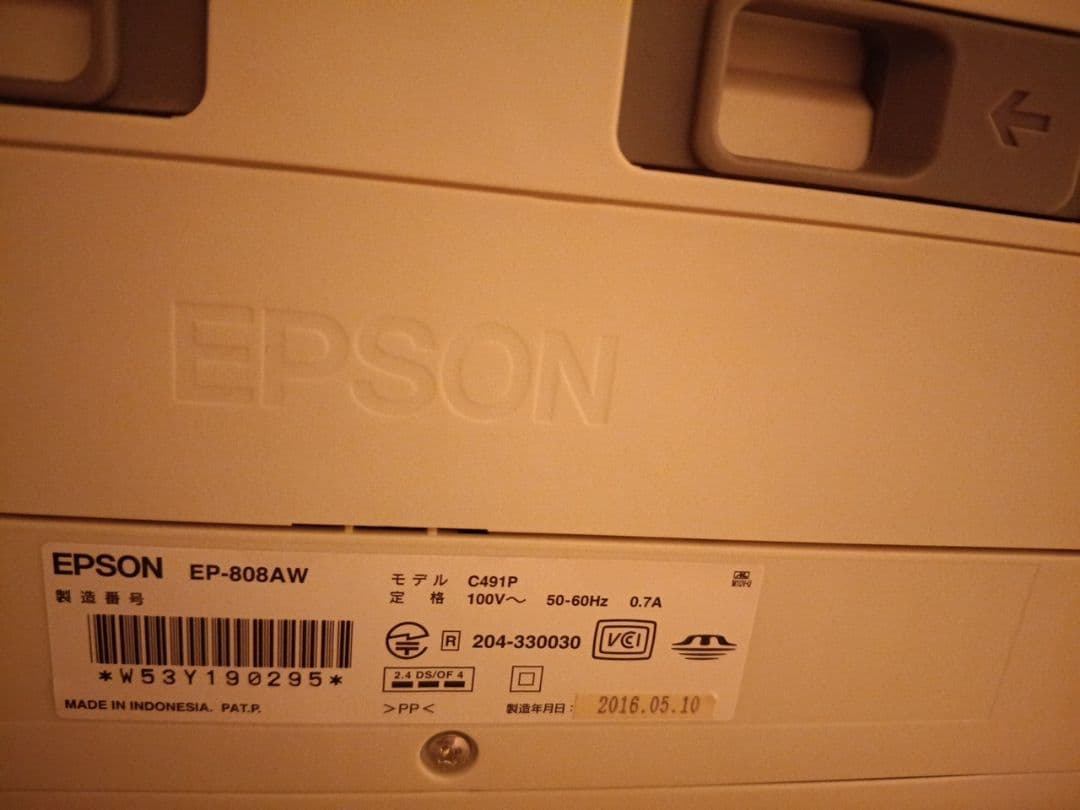 EPSON
EPSON EP-808AW
製造番号
*W53Y190295*
MADE IN INDONESIA. PAT.P.
モデル C491P
定格 100V～ 50-60Hz 0.7A
R 204-330030 VCI
2.4 DS/OF 4
>PP<
製造年月日： 2016.05.10